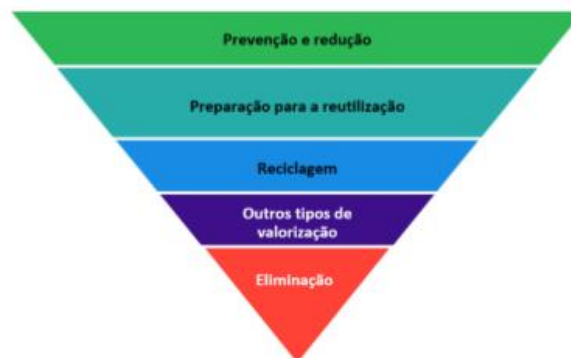 Prevenção e redução
Preparação para a reutilização
Reciclagem
Outros tipos de
valorização
Eliminação